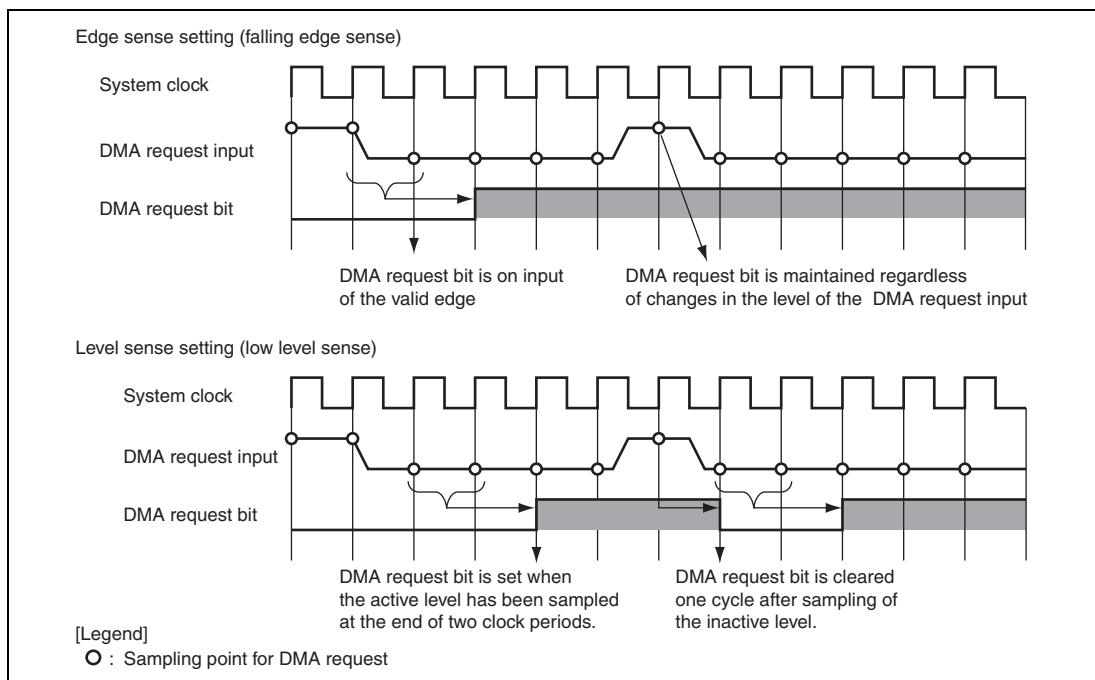 Edge sense setting (falling edge sense)
System clock
DMA request input
DMA request bit
DMA request bit is on input
of the valid edge
DMA request bit is maintained regardless
of changes in the level of the DMA request input
Level sense setting (low level sense)
System clock
DMA request input
DMA request bit
DMA request bit is set when
the active level has been sampled
at the end of two clock periods.
DMA request bit is cleared
one cycle after sampling of
the inactive level.
[Legend]
: Sampling point for DMA request